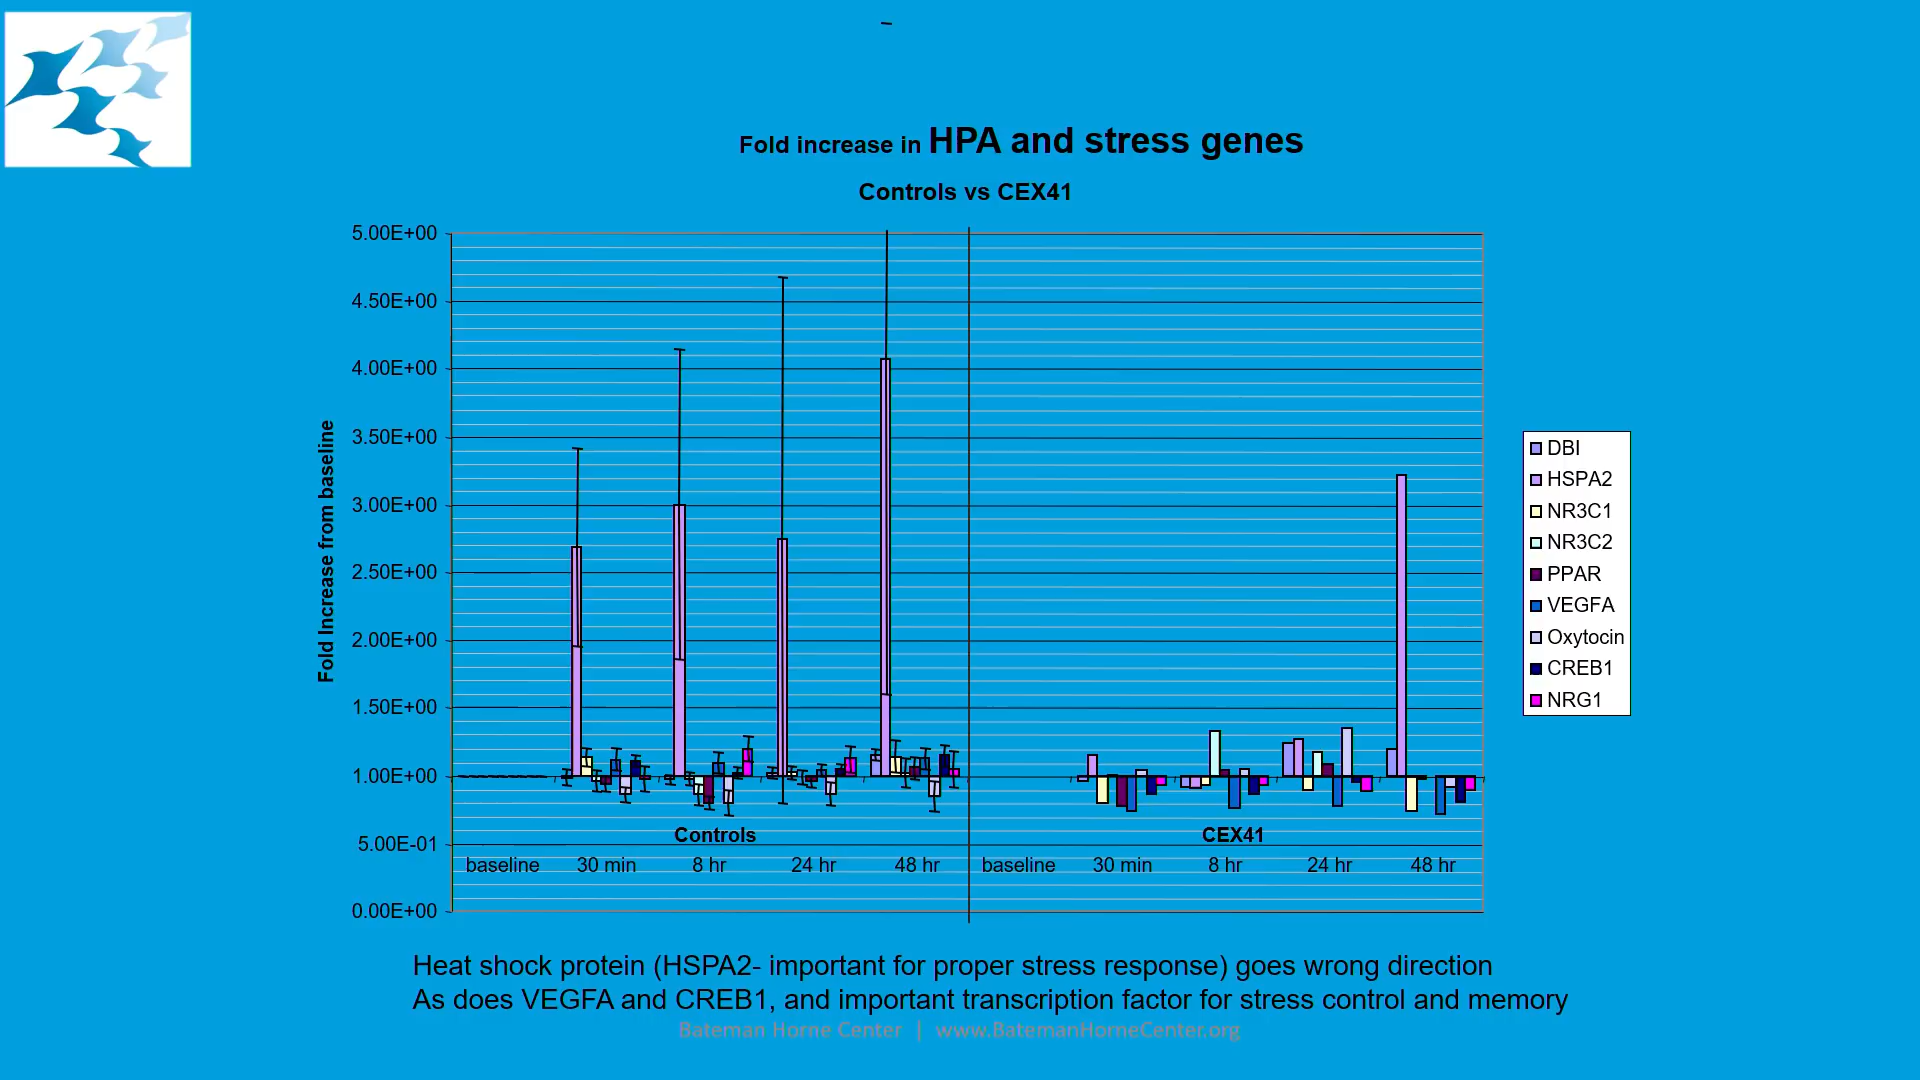 Fold increase in HPA and stress genes
Controls vs CEX41
5.00E+00
4.50E+00
4.00E+00
3.50E+00
3.00E+00
2.50E+00
2.00E+00
1.50E+00
1.00E+00
5.00E-01
0.00E+00
Fold Increase from baseline
Controls
CEX41
baseline 30 min 8 hr 24 hr 48 hr baseline 30 min 8 hr 24 hr 48 hr
DBI
HSPA2
NR3C1
NR3C2
PPAR
VEGFA
Oxytocin
CREB1
NRG1
Heat shock protein (HSPA2- important for proper stress response) goes wrong direction
As does VEGFA and CREB1, and important transcription factor for stress control and memory
Bateman Horne Center | www.BatemanHorneCenter.org